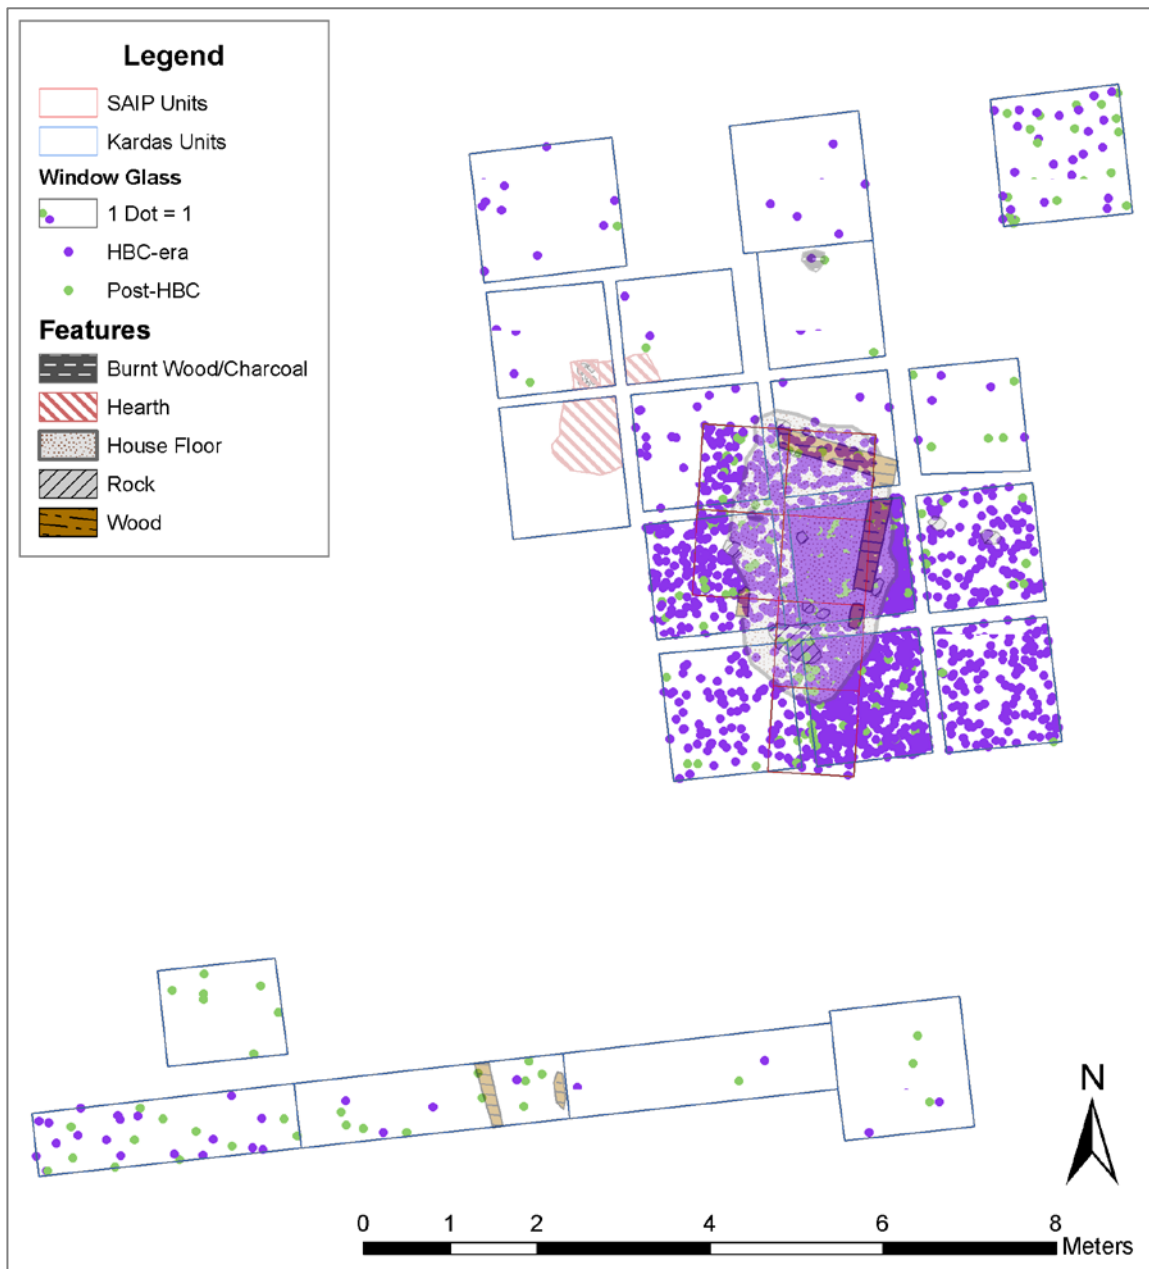 Legend
SAIP Units
Kardas Units
Window Glass
1 Dot = 1
HBC-era
Post-HBC
Features
Burnt Wood/Charcoal
Hearth
House Floor
Rock
Wood
N
0 1 2 4 6 8
Meters